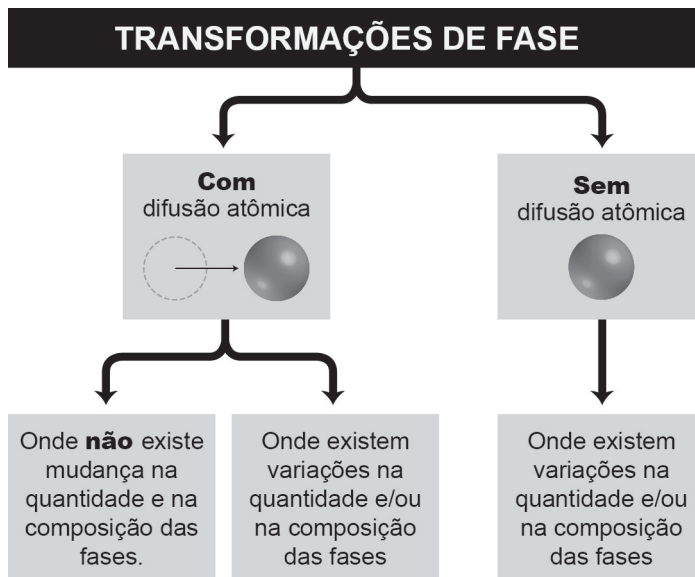 TRANSFORMAÇÕES DE FASE
Com
difusão atômica
Sem
difusão atômica
Onde não existe
mudança na
quantidade e na
composição das
fases.
Onde existem
variações na
quantidade e/ou
na composição
das fases
Onde existem
variações na
quantidade e/ou
na composição
das fases